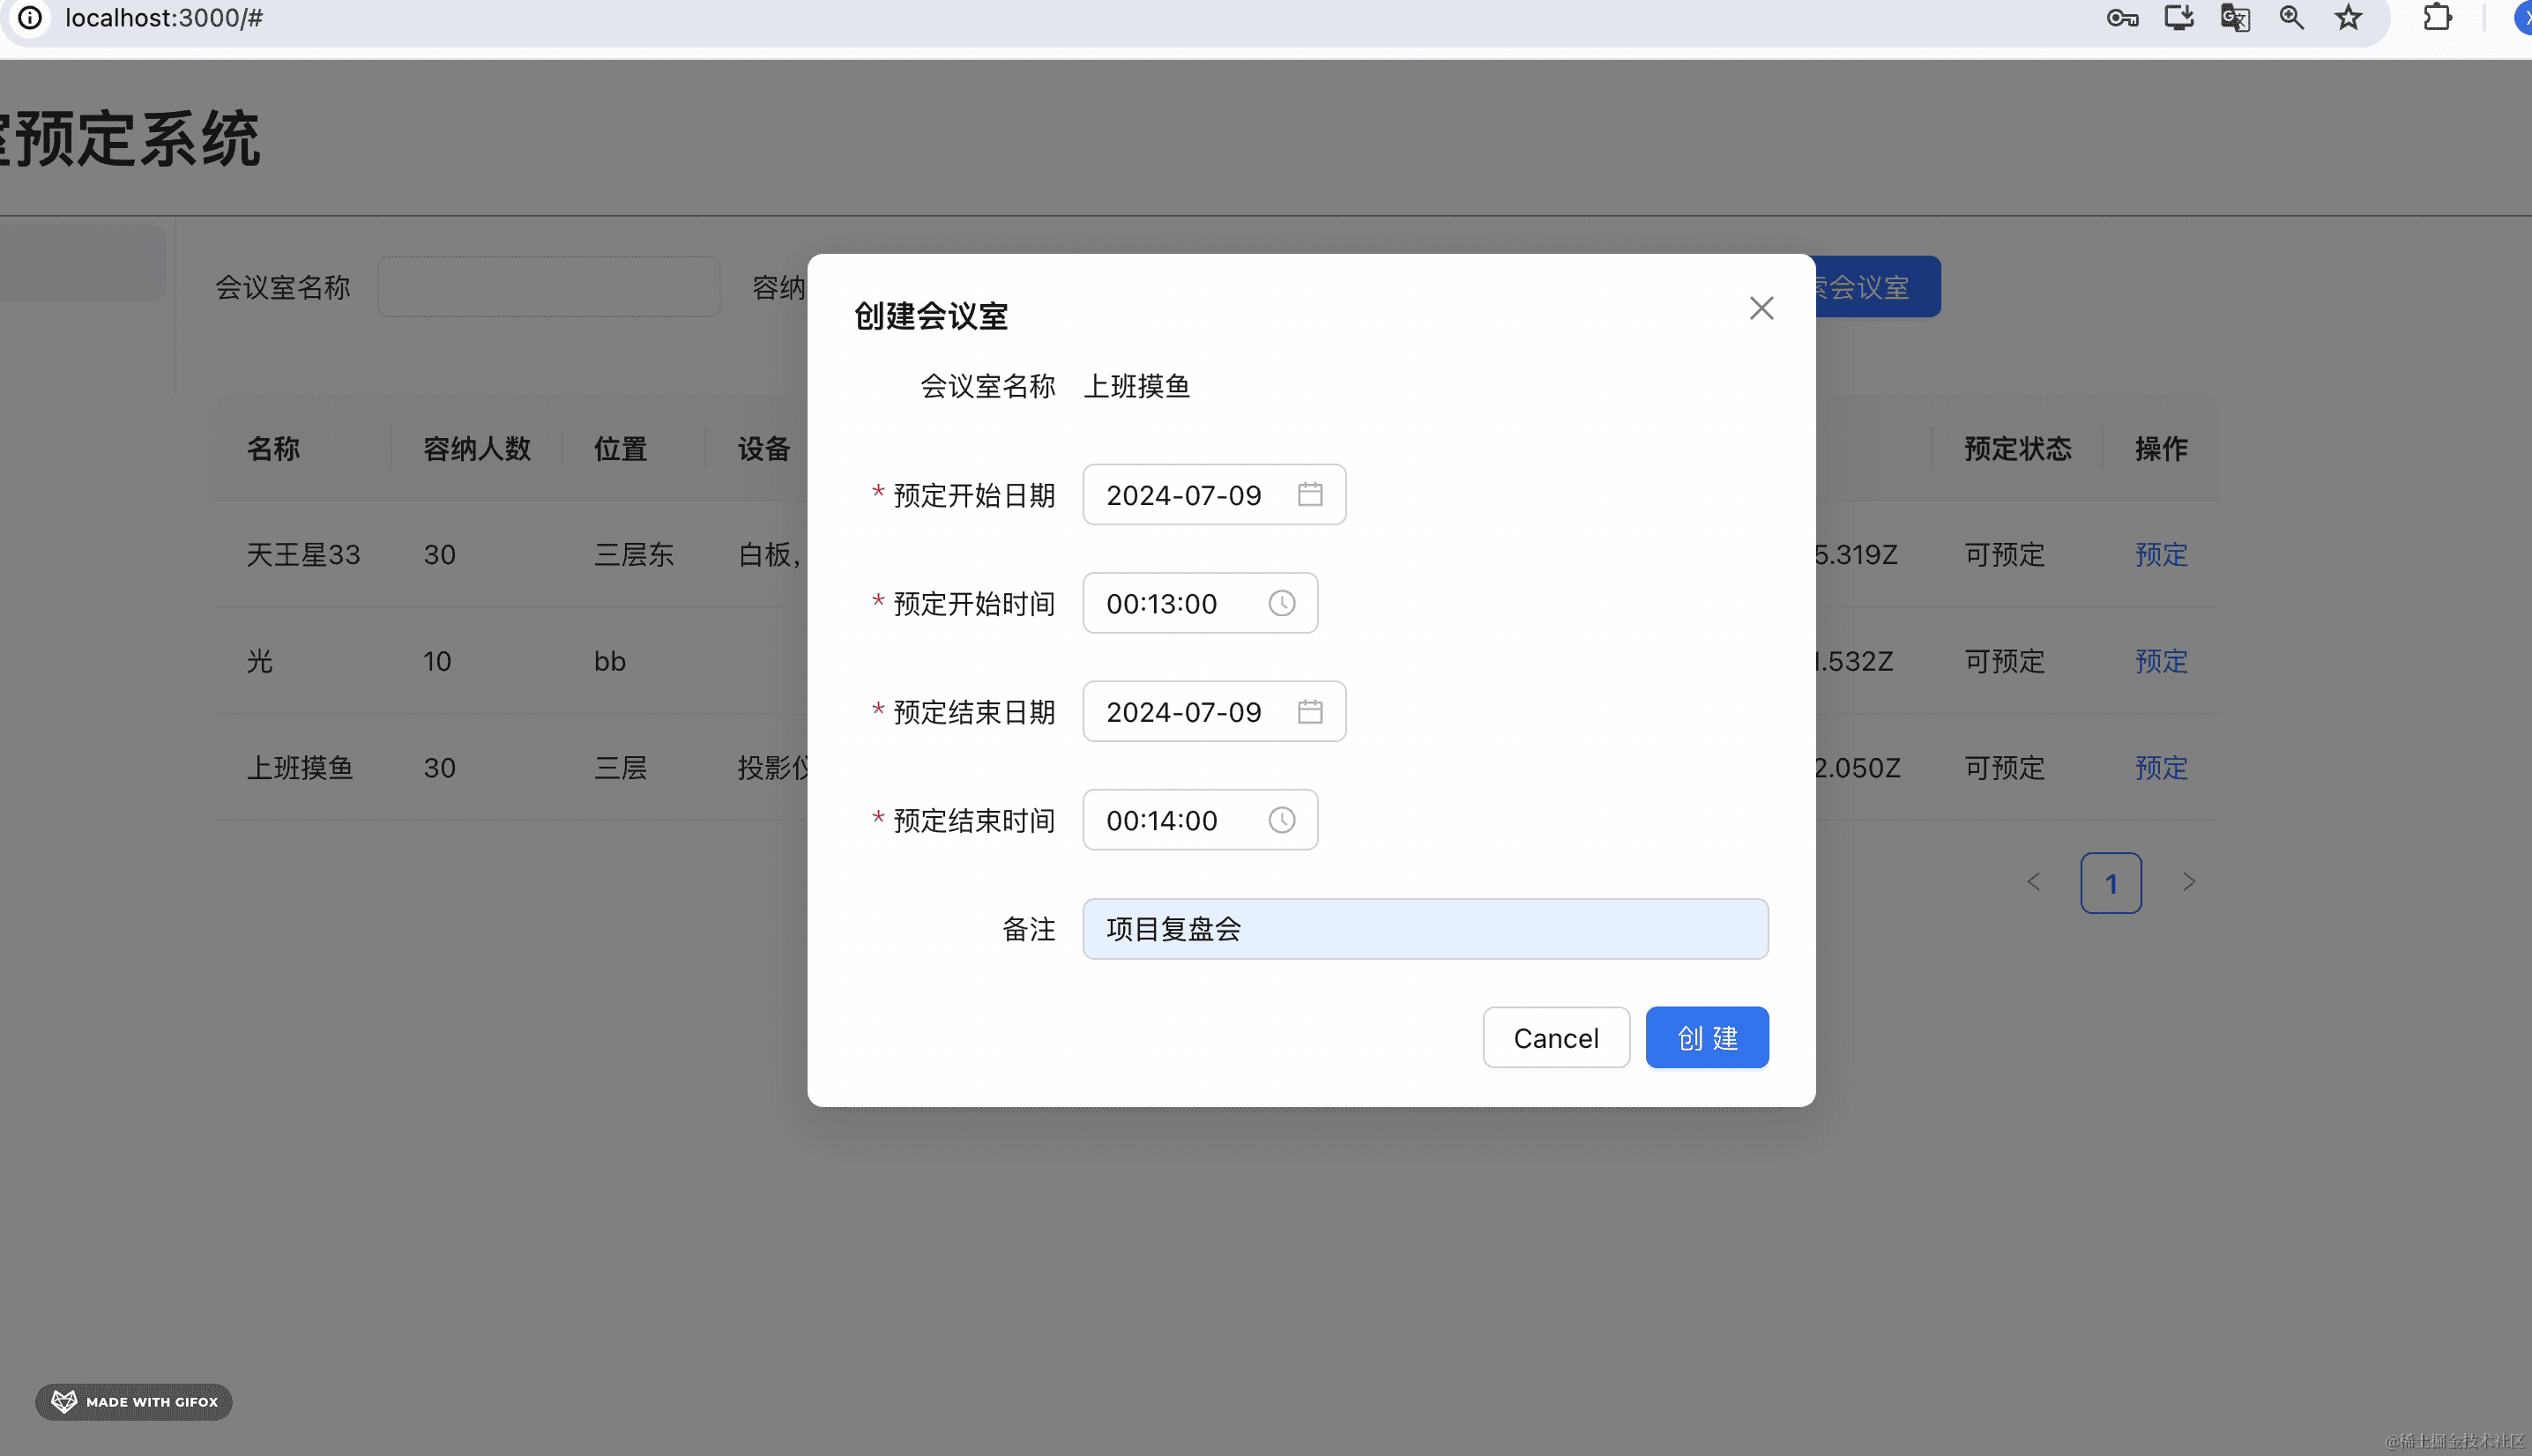 localhost:3000/#
室预定系统
会议室名称 容纳 索会议室
名称 容纳人数 位置 设备 预定状态 操作
天王星33 30 三层东 白板, 5.319Z 可预定 预定
光 10 bb 1.532Z 可预定 预定
上班摸鱼 30 三层 投影仪 2.050Z 可预定 预定
1
创建会议室
会议室名称 上班摸鱼
* 预定开始日期 2024-07-09
* 预定开始时间 00:13:00
* 预定结束日期 2024-07-09
* 预定结束时间 00:14:00
备注 项目复盘会
Cancel 创 建
MADE WITH GIFOX
@稀土掘金技术社区